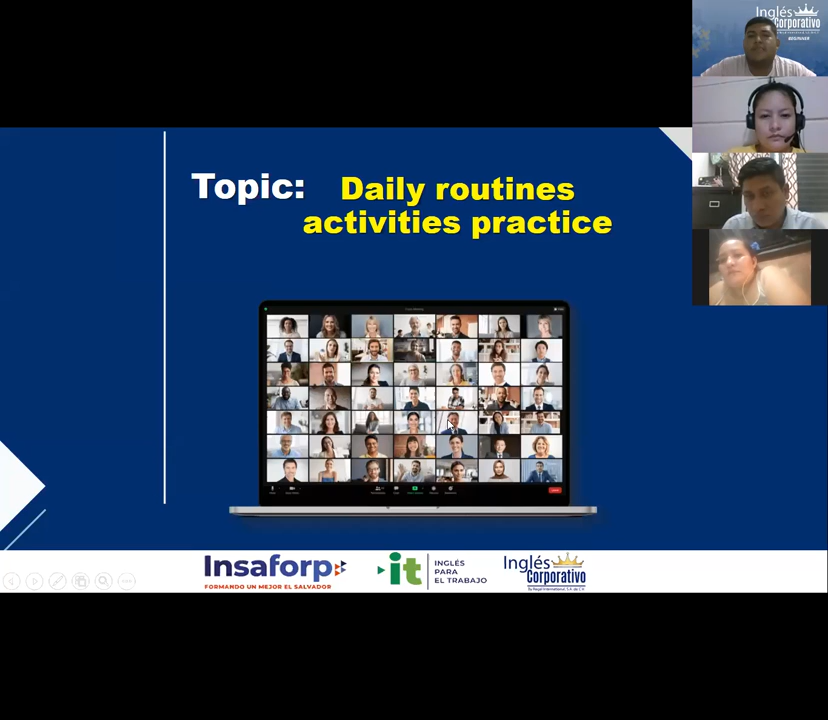 Inglés
Corporativo
BEGINNER
Topic: Daily routines
activities practice
Insaforp
FORMANDO UN MEJOR EL SALVADOR
it
INGLÉS
PARA
EL TRABAJO
Inglés
Corporativo